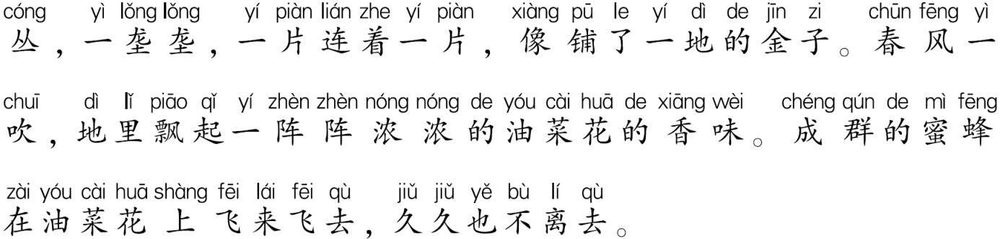 cóng yì lǒng lǒng yí piàn lián zhe yí piàn xiàng pū le yí dì de jīn zi chūn fēng yì
丛，一垄垄，一片连着一片，像铺了一地的金子。春风一
chuī dì lǐ piāo qǐ yí zhèn zhèn nóng nóng de yóu cài huā de xiāng wèi chéng qún de mì fēng
吹，地里飘起一阵阵浓浓的油菜花的香味。成群的蜜蜂
zài yóu cài huā shàng fēi lái fēi qù jiǔ jiǔ yě bù lí qù
在油菜花上飞来飞去，久久也不离去。